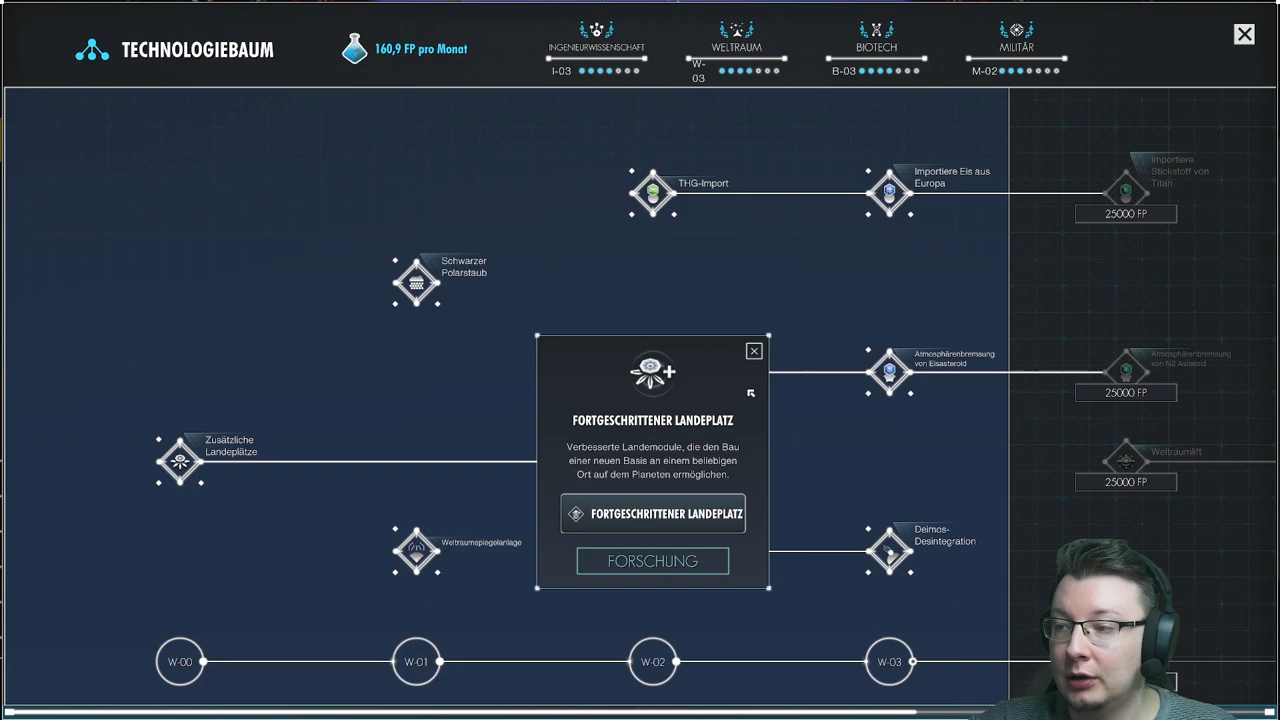 TECHNOLOGIEBAUM
160,9 FP pro Monat
INGENIEURWISSENSCHAFT
I-03
WELTRAUM
W-
03
BIOTECH
B-03
MILITÄR
M-02
THG-Import
Importiere Eis aus
Europa
Importiere
Stickstoff von
Titan
25000 FP
Schwarzer
Polarstaub
Atmosphärenbremsung
von Eisasteroid
Atmosphärenbremsung
von N2 Asteroid
25000 FP
FORTGESCHRITTENER LANDEPLATZ
Verbesserte Landemodule, die den Bau
einer neuen Basis an einem beliebigen
Ort auf dem Planeten ermöglichen.
FORTGESCHRITTENER LANDEPLATZ
FORSCHUNG
Zusätzliche
Landeplätze
Weltraumlift
25000 FP
Weltraumspiegelanlage
Deimos-
Desintegration
W-00
W-01
W-02
W-03